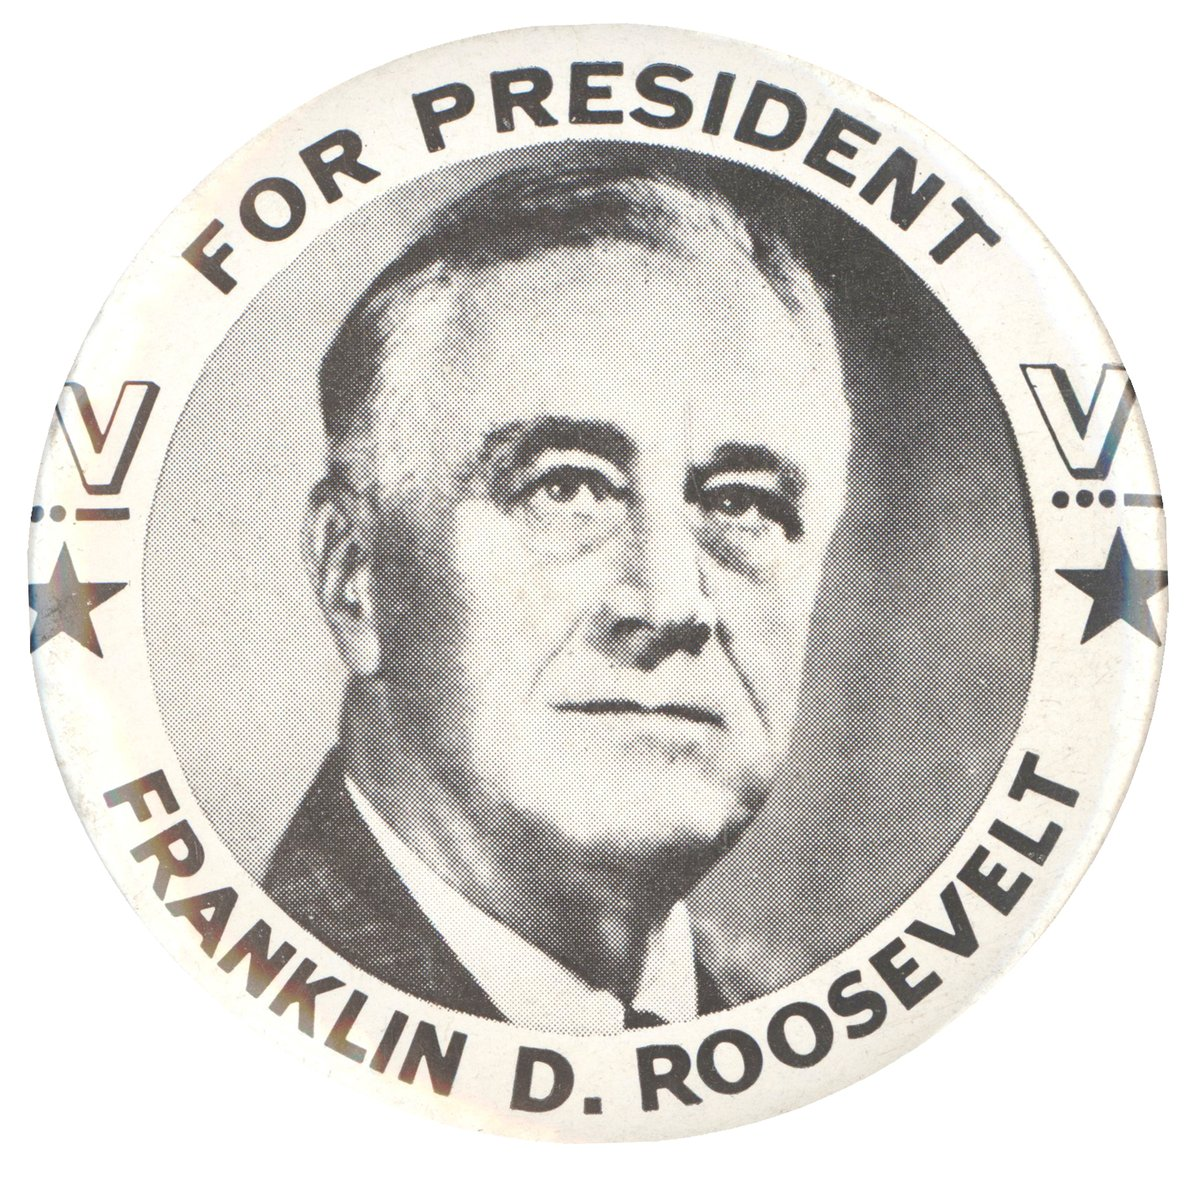 FOR PRESIDENT
V
V
FRANKLIN D. ROOSEVELT